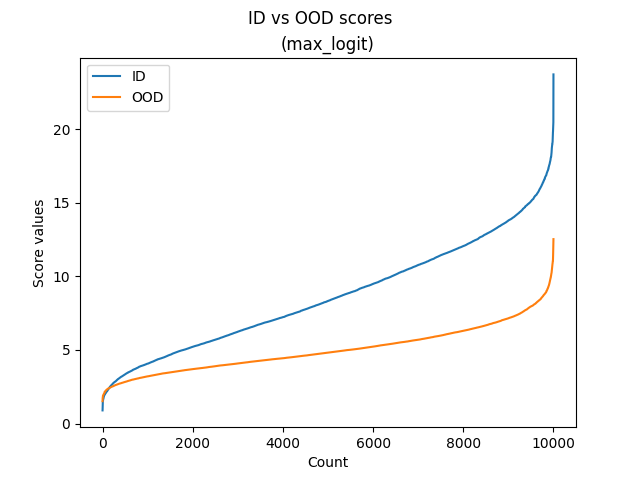 ID vs OOD scores
(max_logit)
ID
OOD
20
15
10
5
0
Score values
0
2000
4000
6000
8000
10000
Count